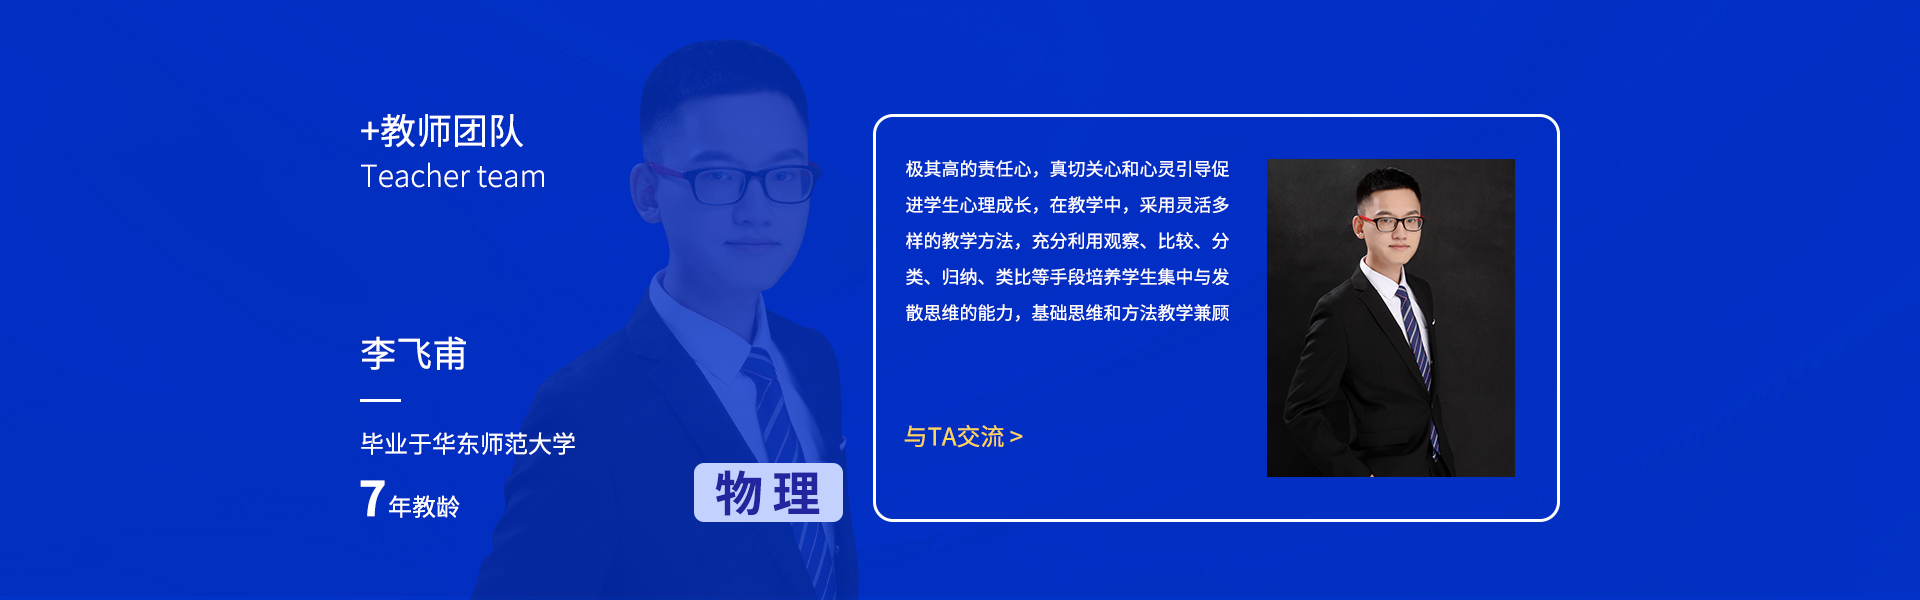 +教师团队
Teacher team
李飞甫
毕业于华东师范大学
7年教龄
物理
极其高的责任心，真切关心和心灵引导促
进学生心理成长，在教学中，采用灵活多
样的教学方法，充分利用观察、比较、分
类、归纳、类比等手段培养学生集中与发
散思维的能力，基础思维和方法教学兼顾
与TA交流 >